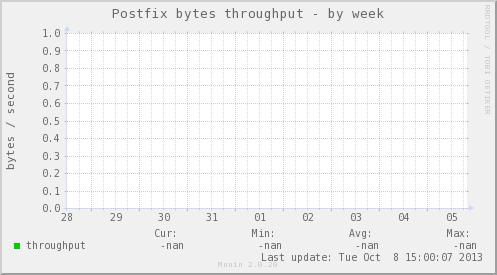 Postfix bytes throughput - by week
RRDTOOL / TOBI OETIKER
bytes / second
1.0
0.9
0.8
0.7
0.6
0.5
0.4
0.3
0.2
0.1
0.0
28 29 30 31 01 02 03 04 05
Cur: Min: Avg: Max:
throughput -nan -nan -nan -nan
Last update: Tue Oct 8 15:00:07 2013
Munin 2.0.20